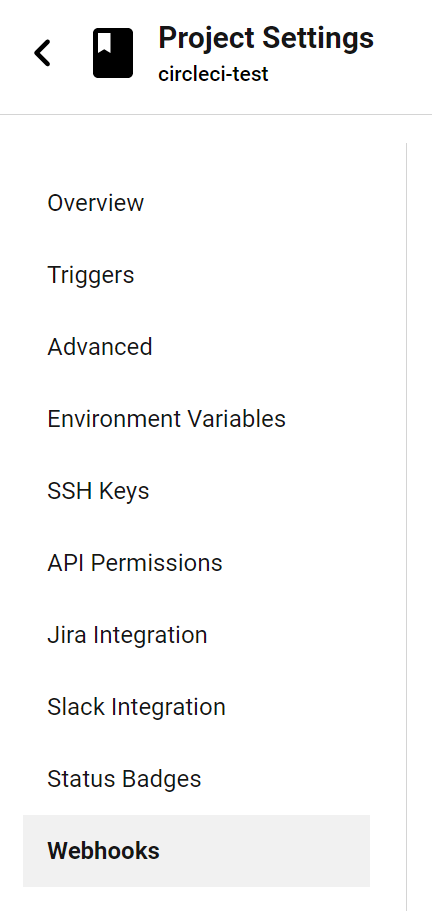 Project Settings
circleci-test
Overview
Triggers
Advanced
Environment Variables
SSH Keys
API Permissions
Jira Integration
Slack Integration
Status Badges
Webhooks